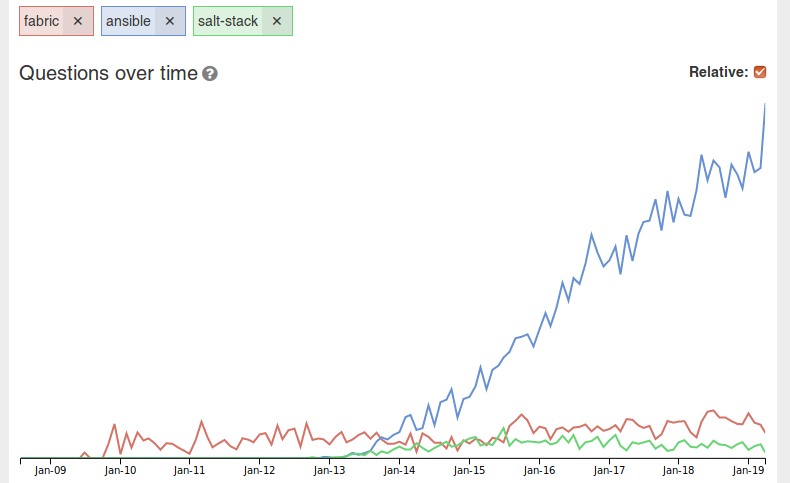 fabric ✕ ansible ✕ salt-stack ✕
Questions over time ?
Relative:
Jan-09 Jan-10 Jan-11 Jan-12 Jan-13 Jan-14 Jan-15 Jan-16 Jan-17 Jan-18 Jan-19